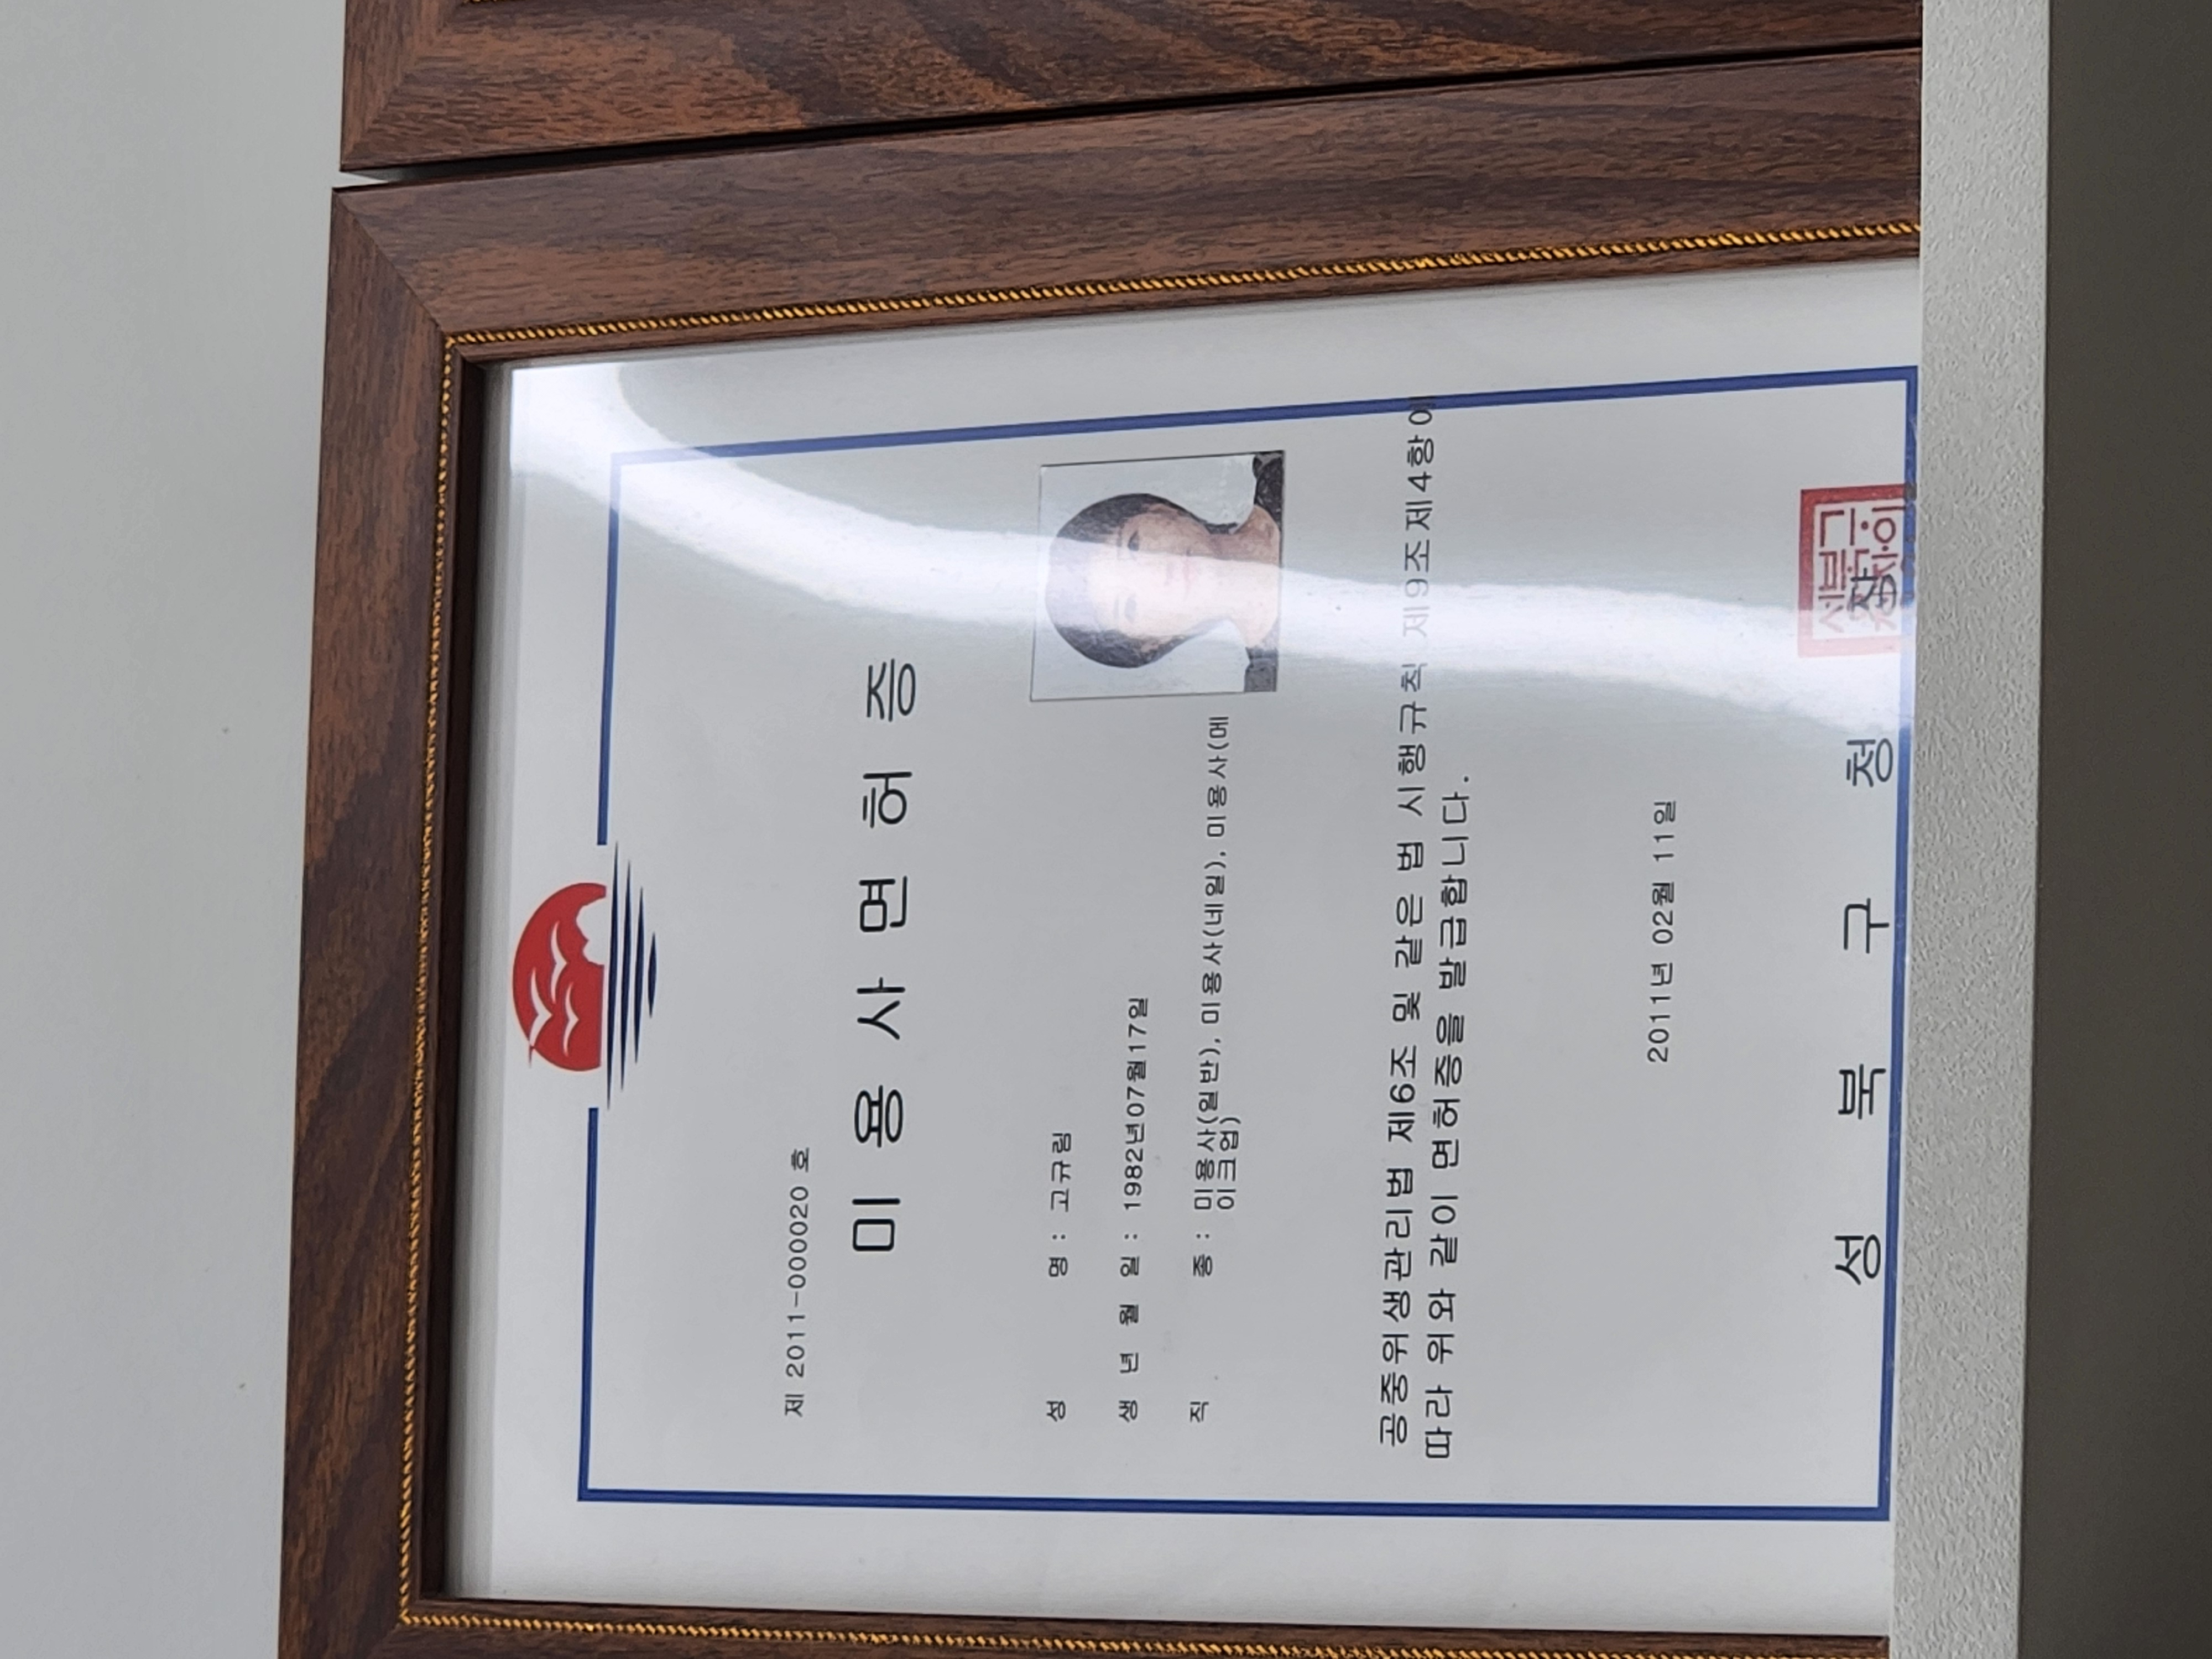 제 2011-000020 호
미 용 사 면 허 증
성 명 : 고규림
생 년 월 일 : 1982년07월17일
직 종 : 미용사(일반), 미용사(네일), 미용사(메
이크업)
공중위생관리법 제6조 및 같은 법 시행규칙 제9조제4항에
따라 위와 같이 면허증을 발급합니다.
2011년 02월 11일
성 북 구 청 장